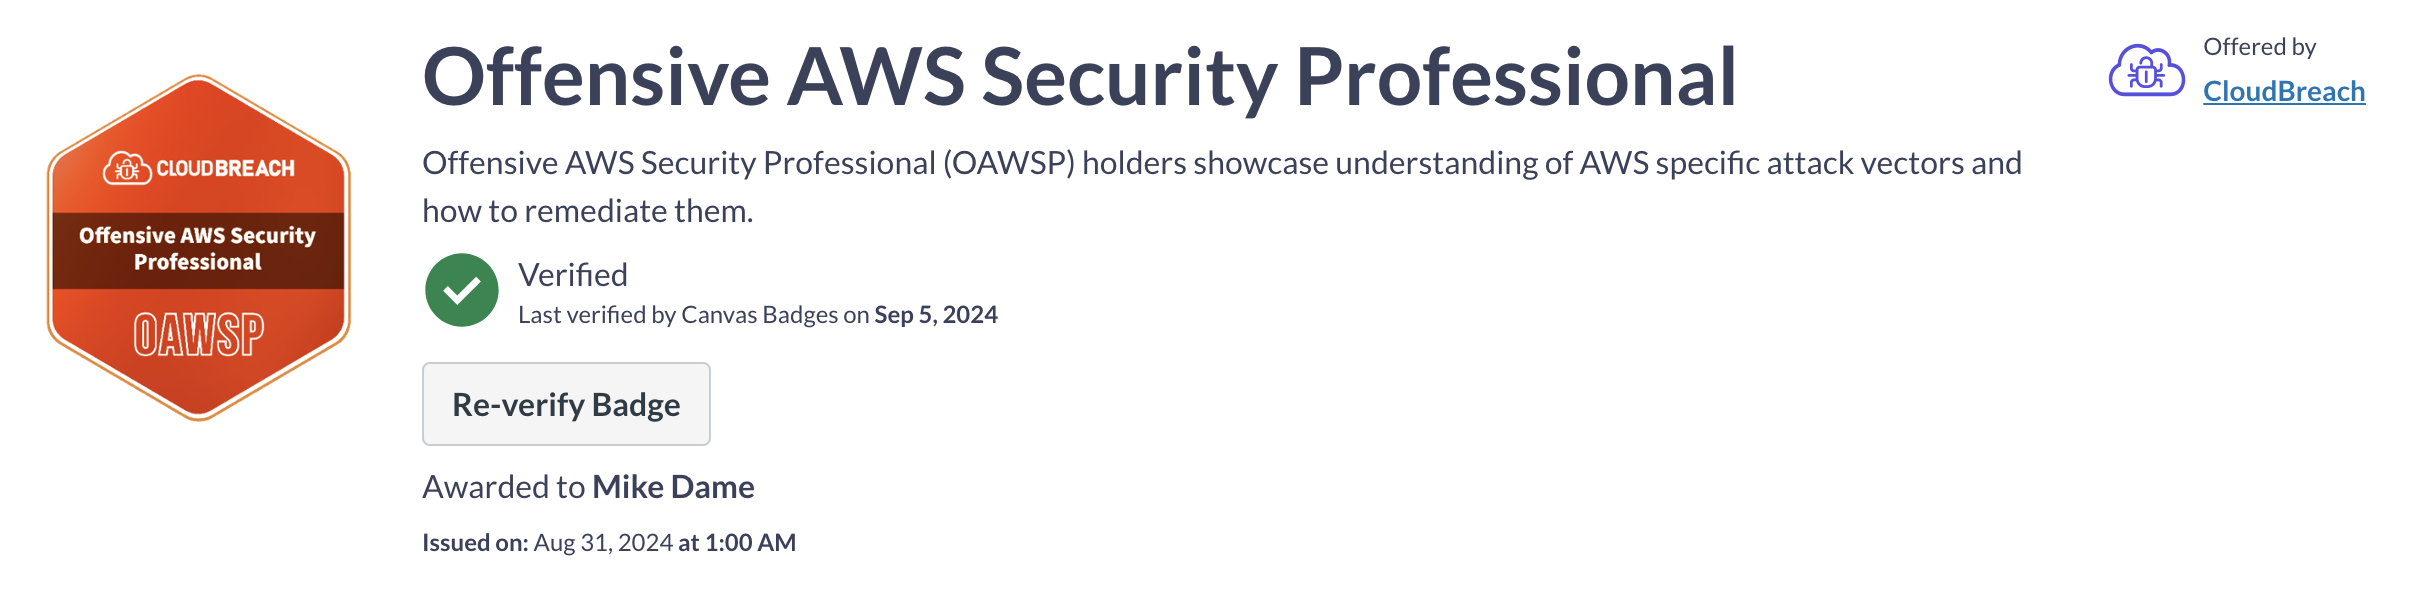 CLOUDBREACH
Offensive AWS Security
Professional
OAWSP
Offensive AWS Security Professional
Offensive AWS Security Professional (OAWSP) holders showcase understanding of AWS specific attack vectors and
how to remediate them.
Verified
Last verified by Canvas Badges on Sep 5, 2024
Re-verify Badge
Awarded to Mike Dame
Issued on: Aug 31, 2024 at 1:00 AM
Offered by
CloudBreach